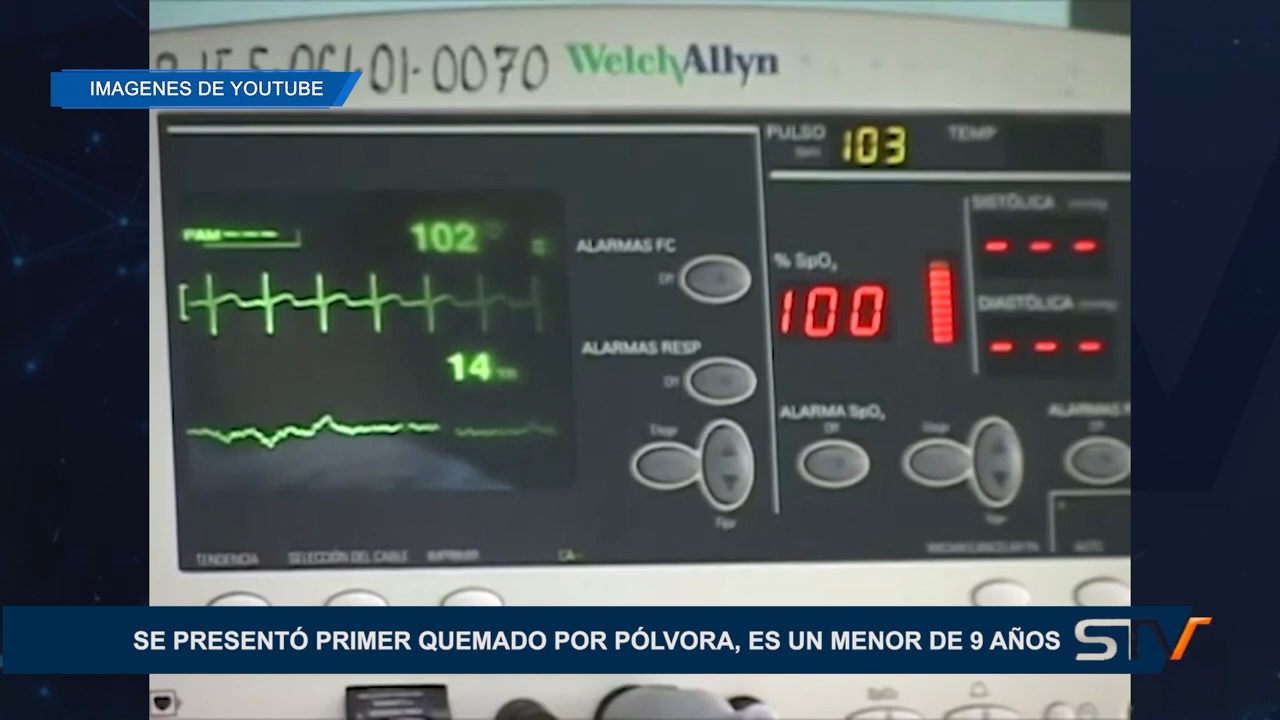 06401-0070
WelchAllyn
IMAGENES DE YOUTUBE
PULSO
103
TEMP
102
ALARMAS FC
% SpO₂
100
SISTÓLICA
- - -
DIASTÓLICA
- - -
14
ALARMAS RESP
ALARMA SpO₂
TENDENCIA
SELECCIÓN DEL CABLE
IMPRIMIR
SE PRESENTÓ PRIMER QUEMADO POR PÓLVORA, ES UN MENOR DE 9 AÑOS
STV